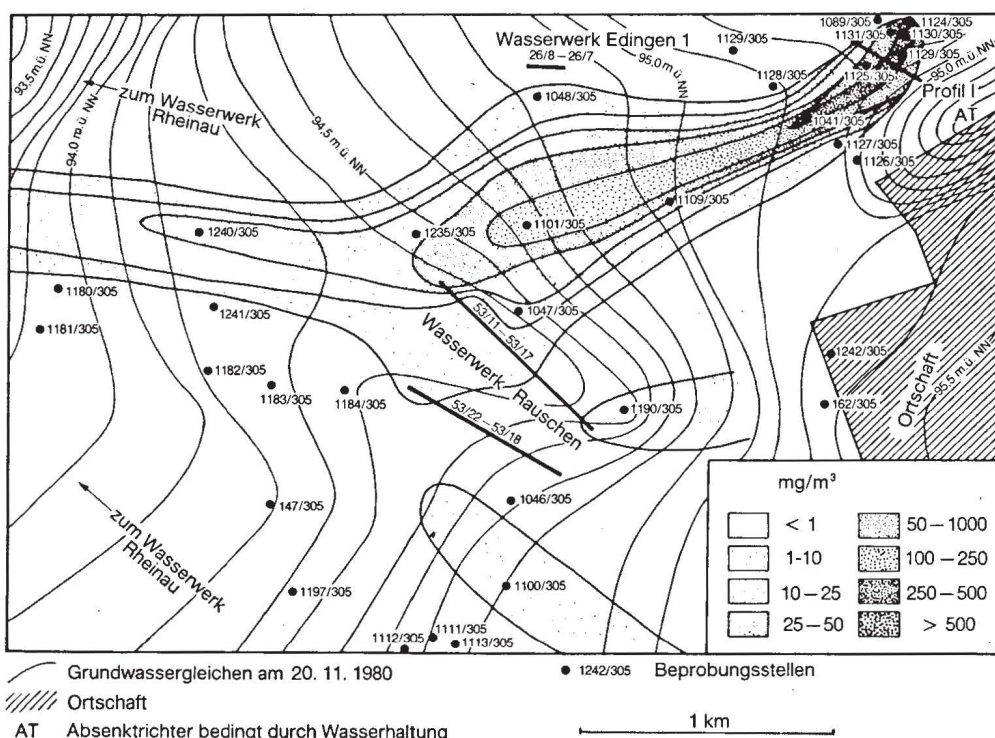 1089/305
1124/305
1131/305
1130/305
1129/305
Wasserwerk Edingen 1
26/8 – 26/7
1129/305
95,0 m ü. NN
95,0 m ü. NN
93,5 m ü. NN
zum Wasserwerk
Rheinau
1128/305
1125/305
Profil I
1048/305
AT
94,0 m ü. NN
94,5 m ü. NN
1041/305
1127/305
1126/305
1109/305
1240/305
1235/305
1101/305
1180/305
1241/305
1047/305
1181/305
53/11 – 53/17
Wasserwerk Rauschen
1242/305
1182/305
1183/305
1184/305
53/22 – 53/18
1190/305
162/305
Ortschaft
95,5 m ü. NN
147/305
1046/305
zum Wasserwerk
Rheinau
1197/305
1100/305
1112/305
1111/305
1113/305
mg/m³
< 1
50 – 1000
1-10
100 – 250
10 – 25
250 – 500
25 – 50
> 500
Grundwassergleichen am 20. 11. 1980
1242/305
Beprobungsstellen
Ortschaft
AT Absenktrichter bedingt durch Wasserhaltung
1 km